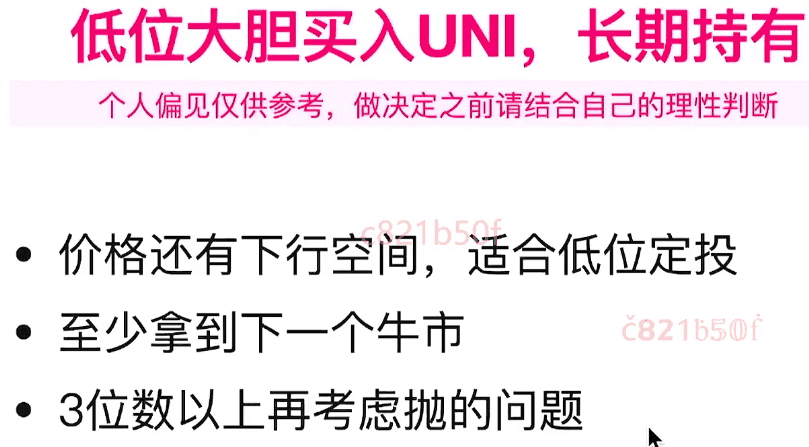 低位大胆买入UNI，长期持有
个人偏见仅供参考，做决定之前请结合自己的理性判断
c821b50f
• 价格还有下行空间，适合低位定投
• 至少拿到下一个牛市
č821ḃ5𝟘ḟ
• 3位数以上再考虑抛的问题